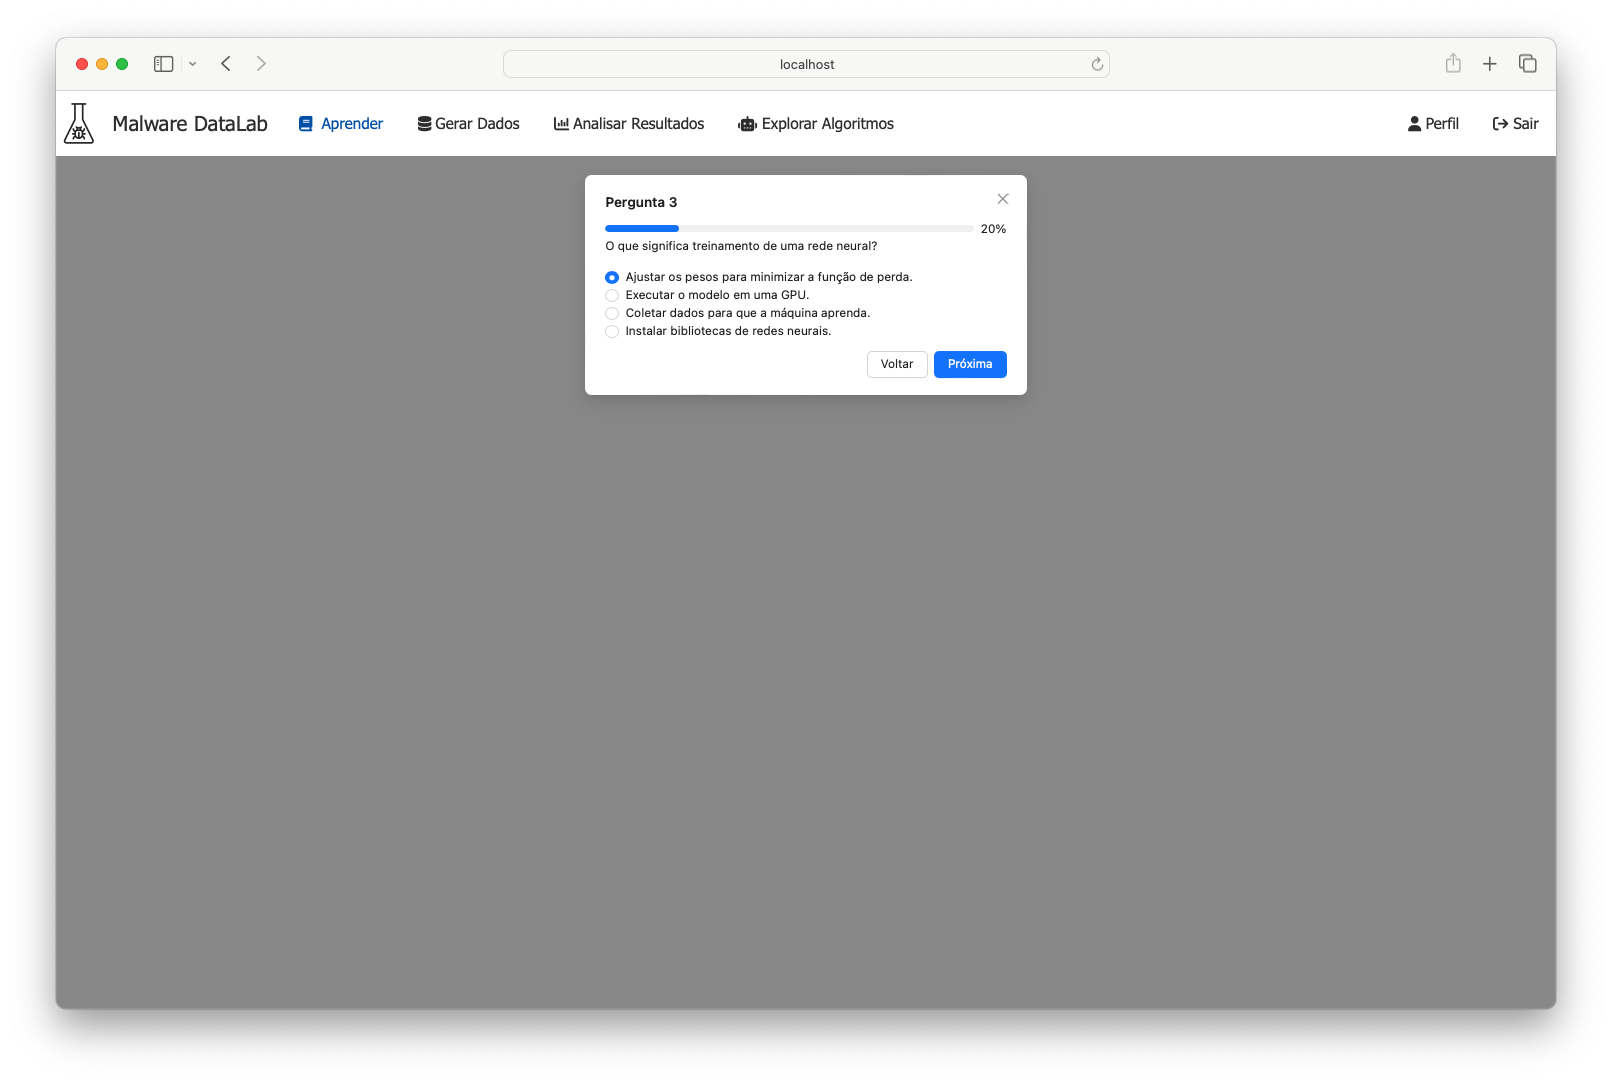 localhost
Malware DataLab Aprender Gerar Dados Analisar Resultados Explorar Algoritmos Perfil Sair
Pergunta 3
20%
O que significa treinamento de uma rede neural?
Ajustar os pesos para minimizar a função de perda.
Executar o modelo em uma GPU.
Coletar dados para que a máquina aprenda.
Instalar bibliotecas de redes neurais.
Voltar Próxima